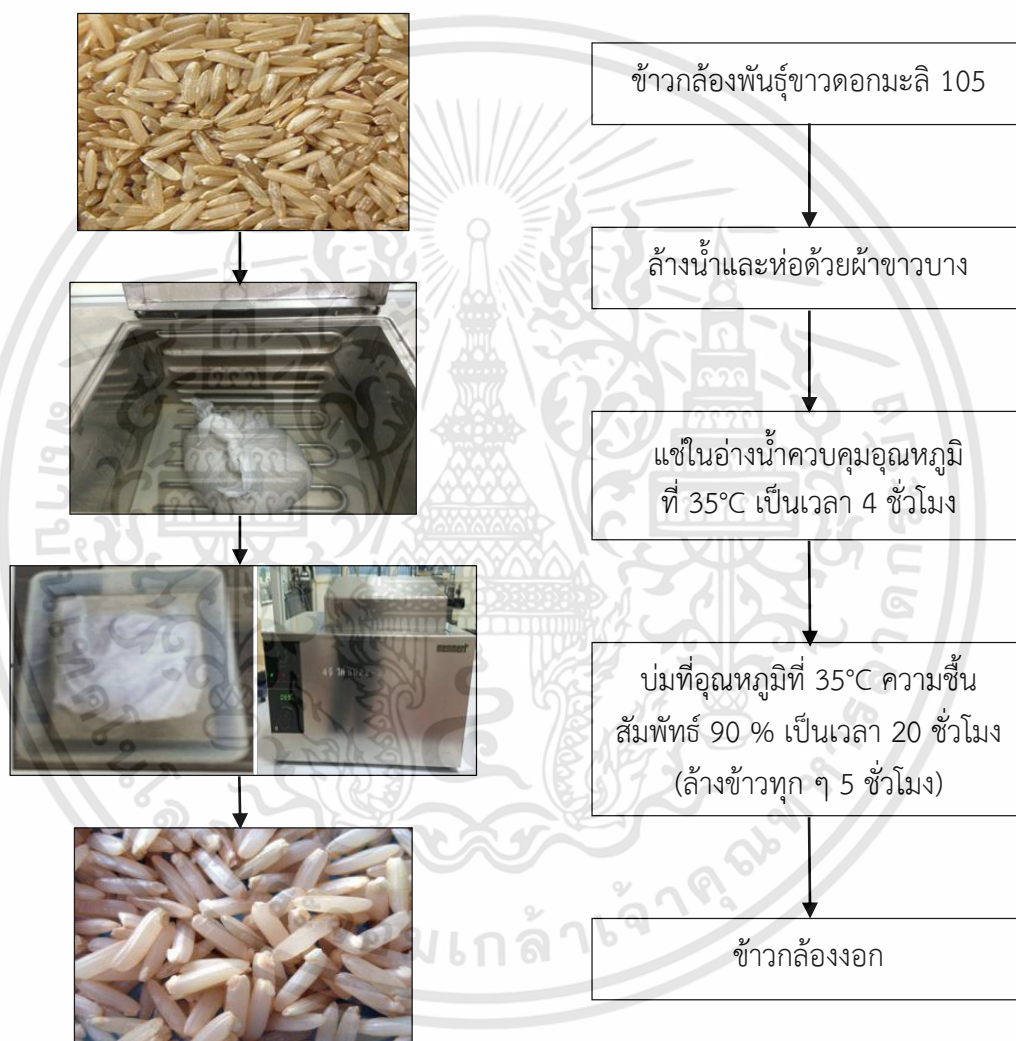 ข้าวกล้องพันธุ์ขาวดอกมะลิ 105
ล้างน้ำและห่อด้วยผ้าขาวบาง
แช่ในอ่างน้ำควบคุมอุณหภูมิ
ที่ 35°C เป็นเวลา 4 ชั่วโมง
บ่มที่อุณหภูมิที่ 35°C ความชื้น
สัมพัทธ์ 90 % เป็นเวลา 20 ชั่วโมง
(ล้างข้าวทุก ๆ 5 ชั่วโมง)
ข้าวกล้องงอก
memmert